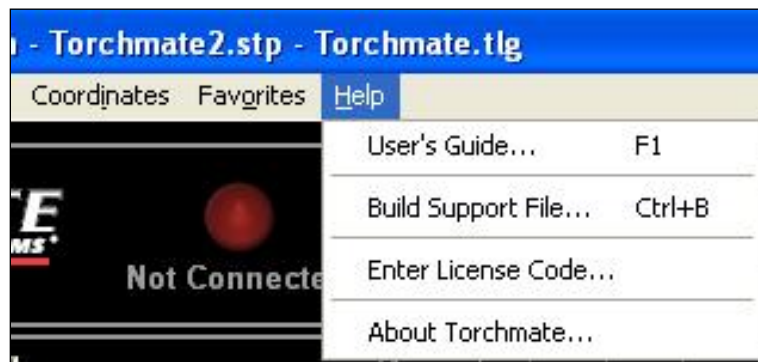 - Torchmate2.stp - Torchmate.tlg
Coordinates Favorites Help
User's Guide... F1
Build Support File... Ctrl+B
Enter License Code...
About Torchmate...
Not Connecte